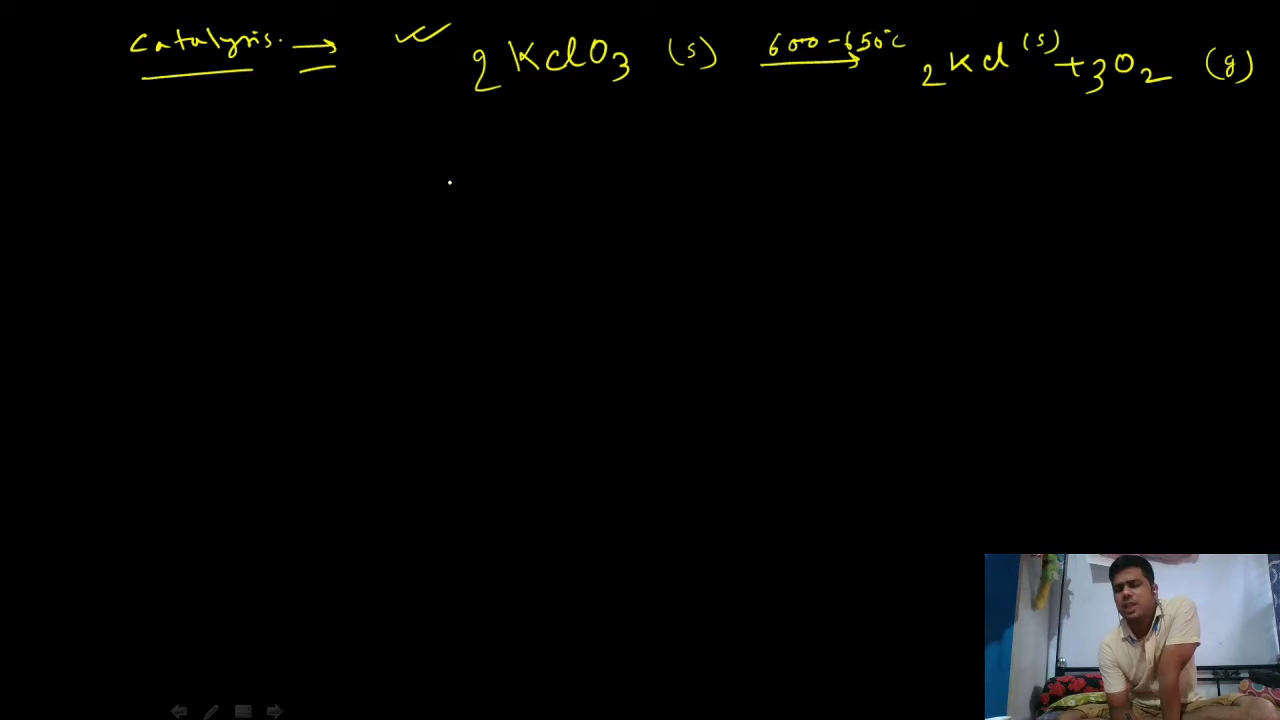 Catalysis. → 2KClO3 (s) 600-650°C → 2KCl (s) + 3O2 (g)